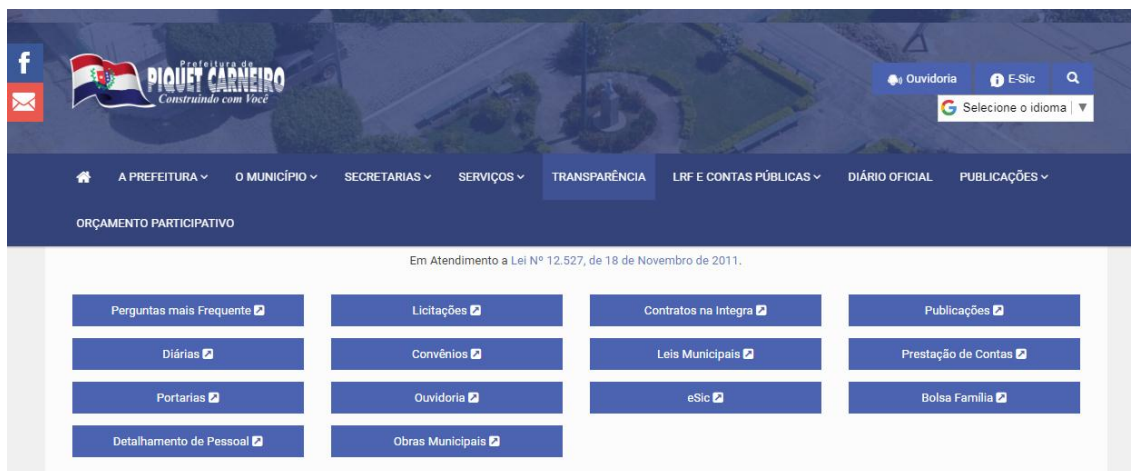 f
Prefeitura de
PIQUET CARNEIRO
Construindo com Você
Ouvidoria
E-Sic
G Selecione o idioma ▼
A PREFEITURA
O MUNICÍPIO
SECRETARIAS
SERVIÇOS
TRANSPARÊNCIA
LRF E CONTAS PÚBLICAS
DIÁRIO OFICIAL
PUBLICAÇÕES
ORÇAMENTO PARTICIPATIVO
Em Atendimento a Lei Nº 12.527, de 18 de Novembro de 2011.
Perguntas mais Frequente
Licitações
Contratos na Integra
Publicações
Diárias
Convênios
Leis Municipais
Prestação de Contas
Portarias
Ouvidoria
eSic
Bolsa Família
Detalhamento de Pessoal
Obras Municipais